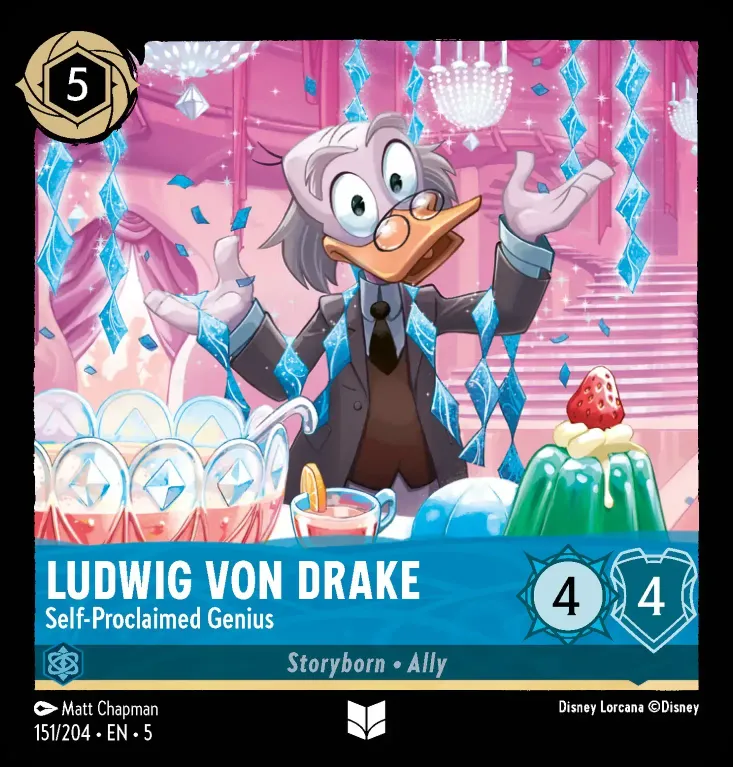 5
LUDWIG VON DRAKE
Self-Proclaimed Genius
4
4
Storyborn • Ally
Matt Chapman
Disney Lorcana ©Disney
151/204 • EN • 5